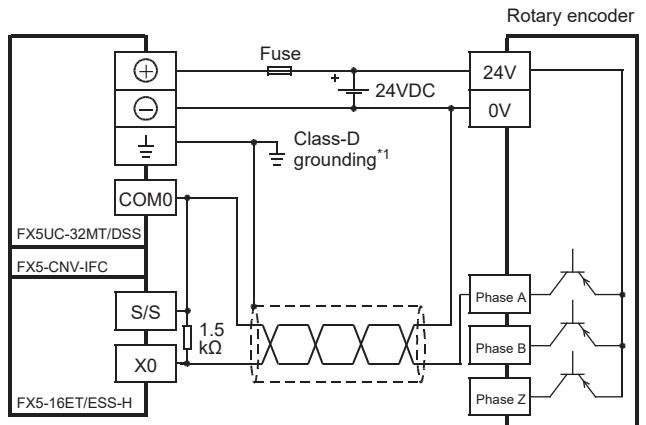 Rotary encoder
Fuse
+
24VDC
24V
0V
Class-D
grounding*1
COM0
FX5UC-32MT/DSS
FX5-CNV-IFC
S/S
1.5
kΩ
X0
FX5-16ET/ESS-H
Phase A
Phase B
Phase Z